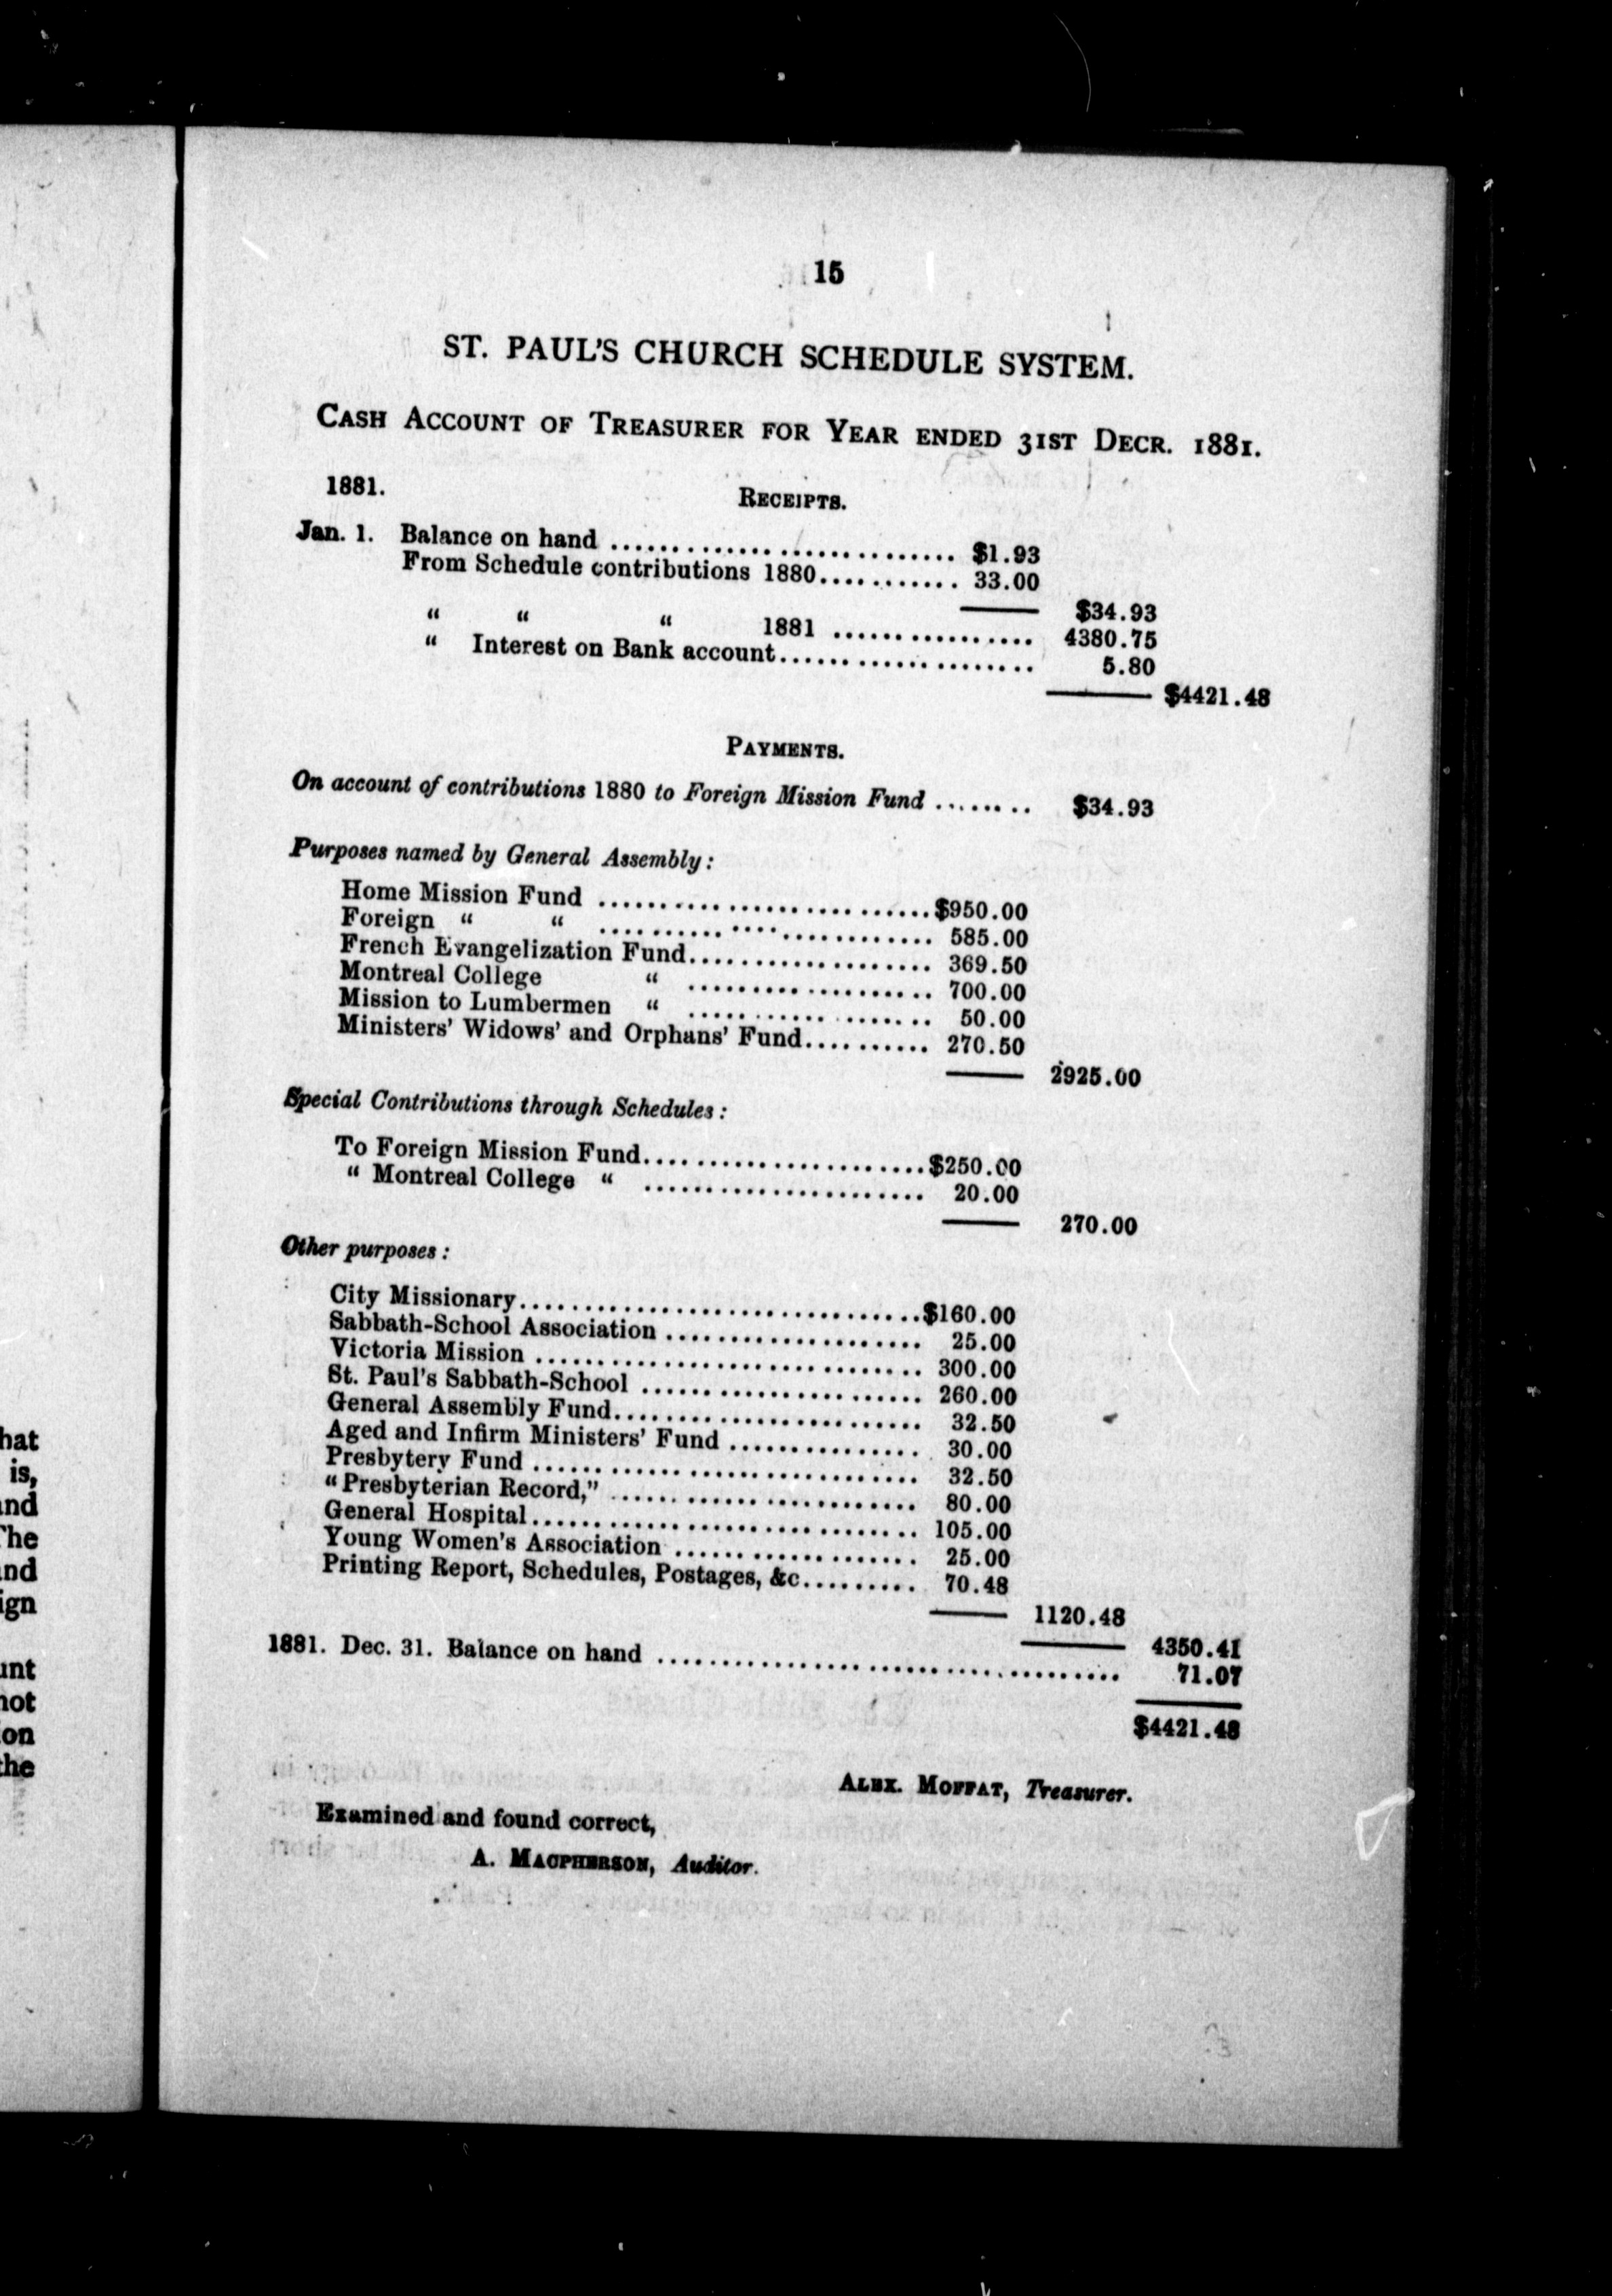 15
ST. PAUL'S CHURCH SCHEDULE SYSTEM.
CASH ACCOUNT OF TREASURER FOR YEAR ENDED 31ST DECR. 1881.
1881.
RECEIPTS.
Jan. 1. Balance on hand .............................. $1.93
From Schedule contributions 1880........... 33.00
$34.93
“ “ “ 1881 ................ 4380.75
“ Interest on Bank account..................... 5.80
$4421.48
PAYMENTS.
On account of contributions 1880 to Foreign Mission Fund ........ $34.93
Purposes named by General Assembly:
Home Mission Fund ...........................$950.00
Foreign “ “ ........................... 585.00
French Evangelization Fund................... 369.50
Montreal College “ .................... 700.00
Mission to Lumbermen “ .................... 50.00
Ministers' Widows' and Orphans' Fund.......... 270.50
2925.00
Special Contributions through Schedules:
To Foreign Mission Fund.......................$250.00
“ Montreal College “ ....................... 20.00
270.00
Other purposes:
City Missionary................................$160.00
Sabbath-School Association .................... 25.00
Victoria Mission ............................... 300.00
St. Paul's Sabbath-School ....................... 260.00
General Assembly Fund......................... 32.50
Aged and Infirm Ministers' Fund ............... 30.00
Presbytery Fund ............................... 32.50
“Presbyterian Record,” ......................... 80.00
General Hospital............................... 105.00
Young Women's Association .................... 25.00
Printing Report, Schedules, Postages, &c......... 70.48
1120.48
4350.41
1881. Dec. 31. Balance on hand ..................................... 71.07
$4421.48
ALEX. MOFFAT, Treasurer.
Examined and found correct,
A. MACPHERSON, Auditor.
hat
is,
nd
The
nd
ign
unt
not
on
the